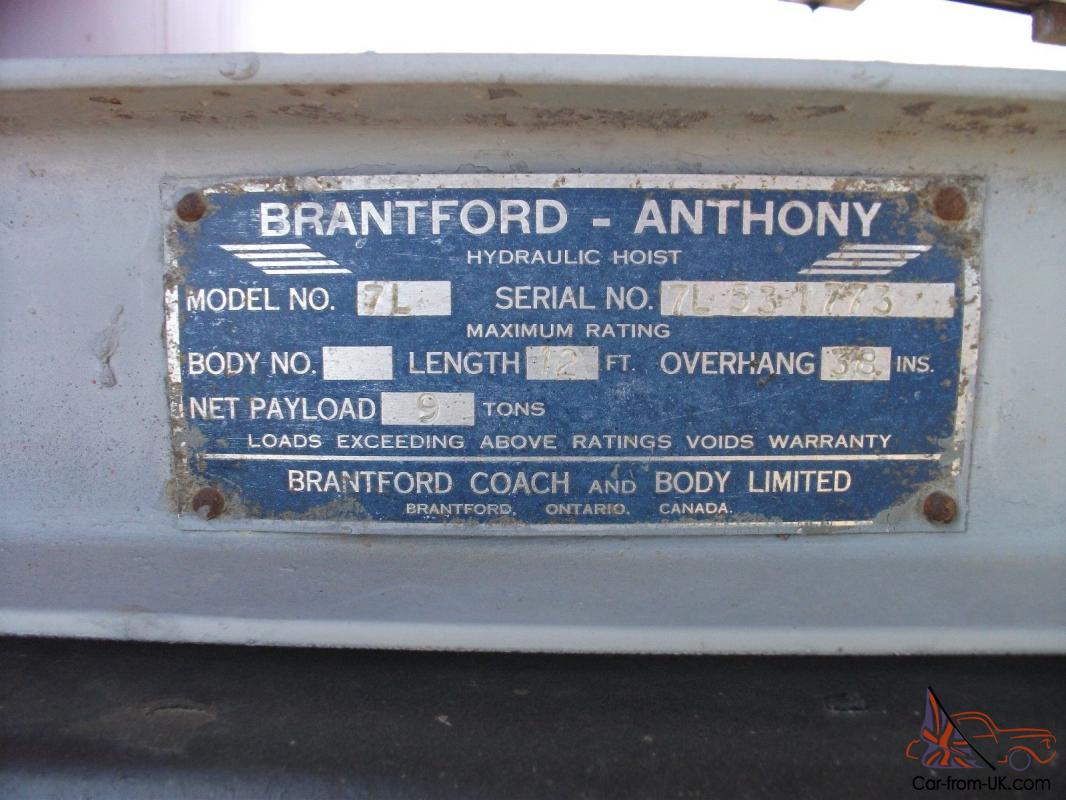 BRANTFORD - ANTHONY
HYDRAULIC HOIST
MODEL NO. 7L SERIAL NO. 7L 53 1773
MAXIMUM RATING
BODY NO. LENGTH 12 FT. OVERHANG 38 INS.
NET PAYLOAD 9 TONS
LOADS EXCEEDING ABOVE RATINGS VOIDS WARRANTY
BRANTFORD COACH AND BODY LIMITED
BRANTFORD, ONTARIO, CANADA.
Car-from-UK.com